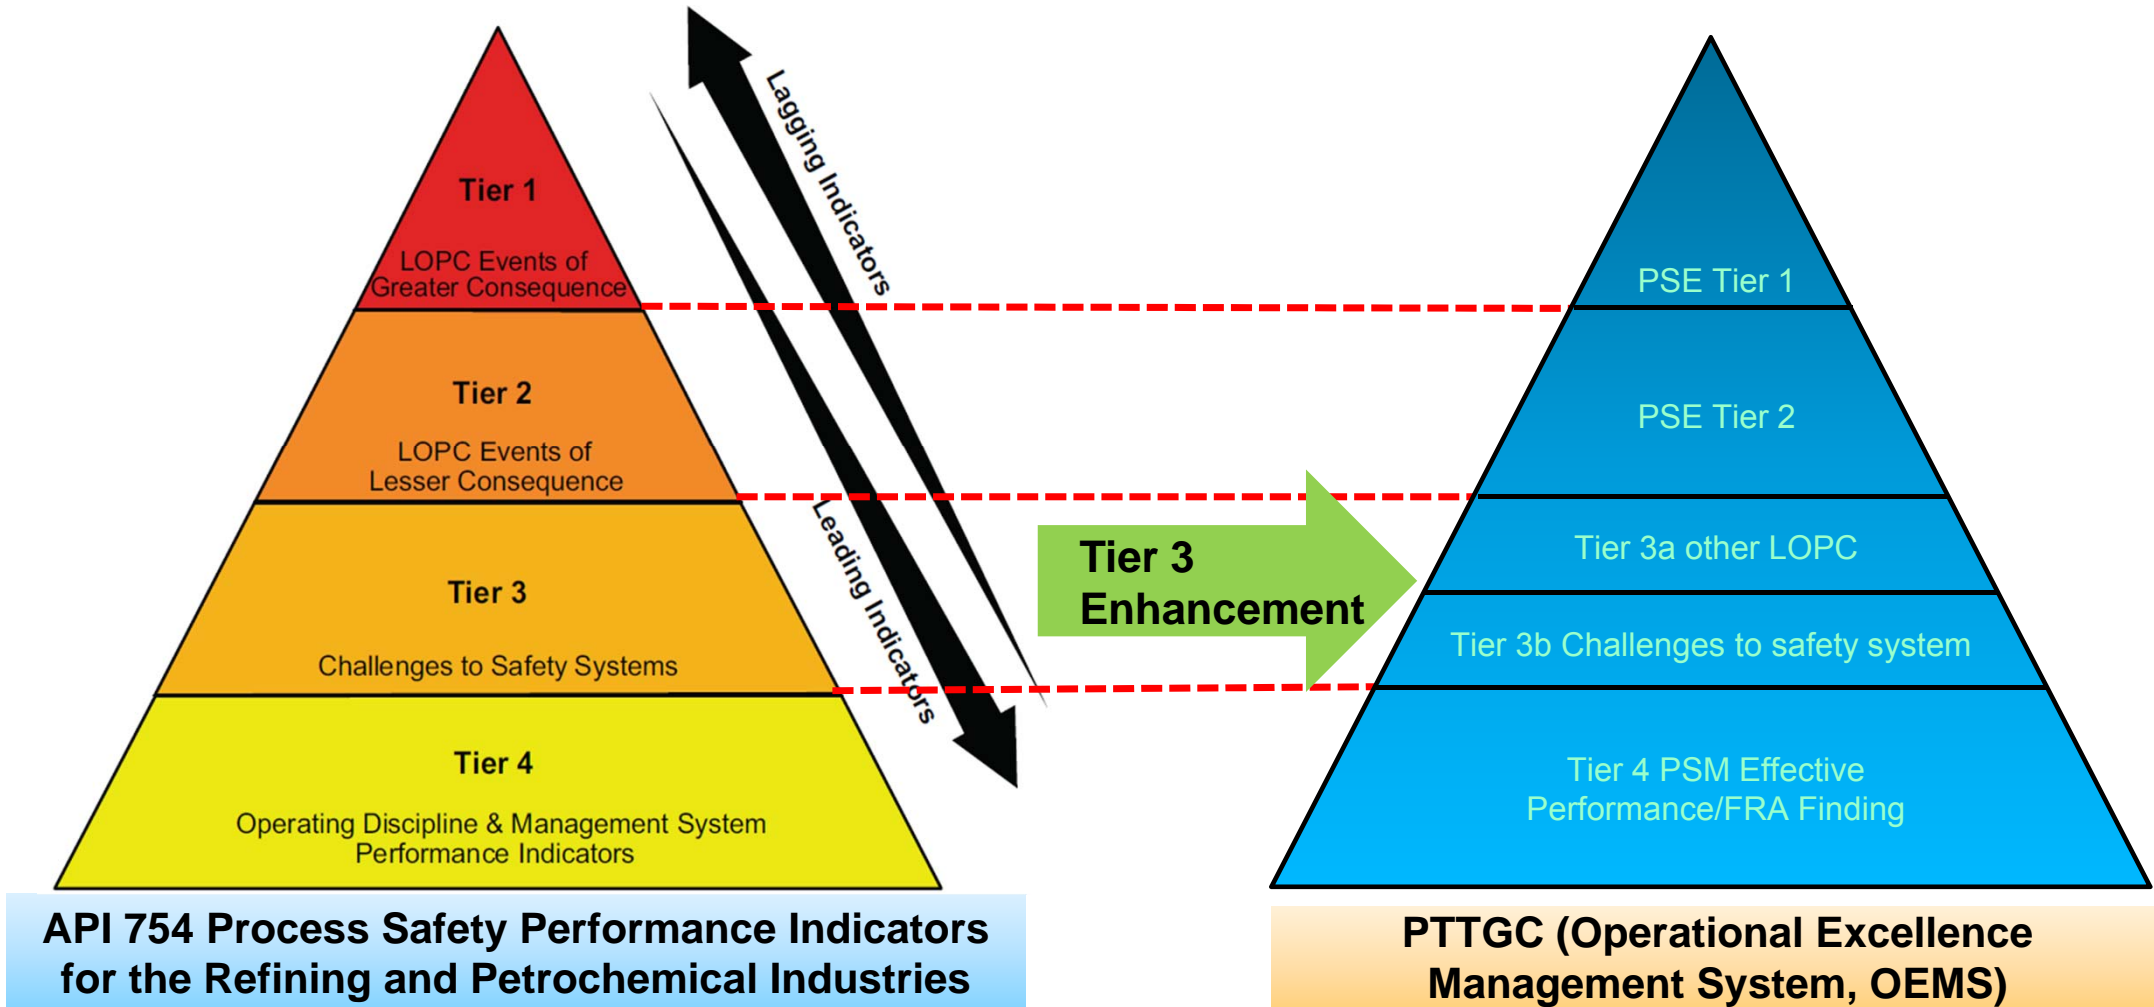 Tier 1
LOPC Events of
Greater Consequence
Tier 2
LOPC Events of
Lesser Consequence
Tier 3
Challenges to Safety Systems
Tier 4
Operating Discipline & Management System
Performance Indicators
Lagging Indicators
Leading Indicators
API 754 Process Safety Performance Indicators
for the Refining and Petrochemical Industries
Tier 3
Enhancement
PSE Tier 1
PSE Tier 2
Tier 3a other LOPC
Tier 3b Challenges to safety system
Tier 4 PSM Effective
Performance/FRA Finding
PTTGC (Operational Excellence
Management System, OEMS)